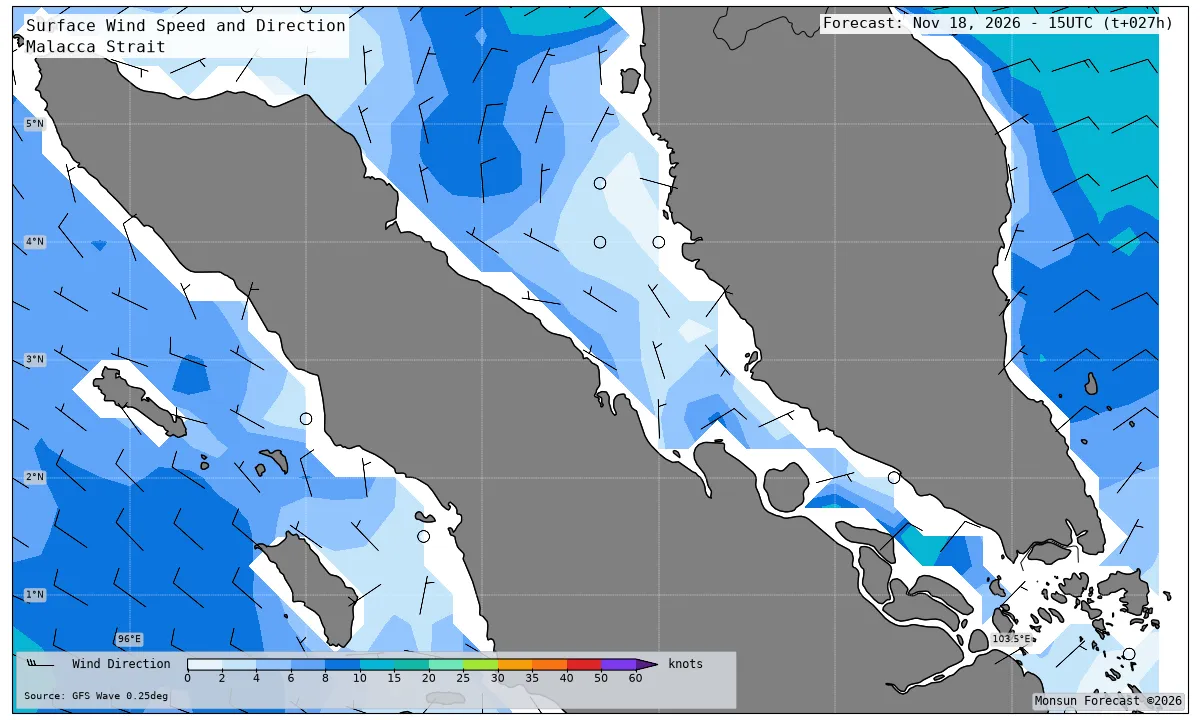 Surface Wind Speed and Direction
Malacca Strait
Forecast: Nov 18, 2026 - 15UTC (t+027h)
5°N
4°N
3°N
2°N
1°N
96°E
103.5°E
Wind Direction
knots
0 2 4 6 8 10 15 20 25 30 35 40 50 60
Source: GFS Wave 0.25deg
Monsun Forecast ©2026